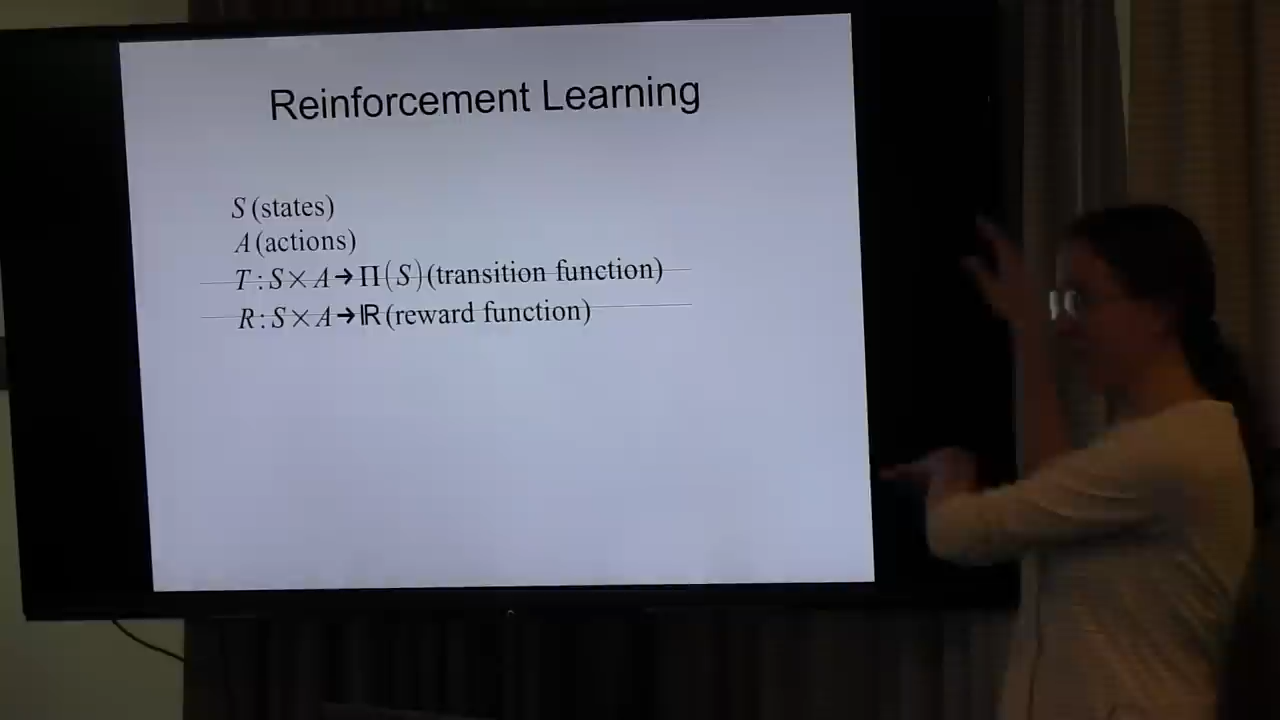 Reinforcement Learning
S (states)
A (actions)
T : S × A → Π(S) (transition function)
R : S × A → ℝ (reward function)